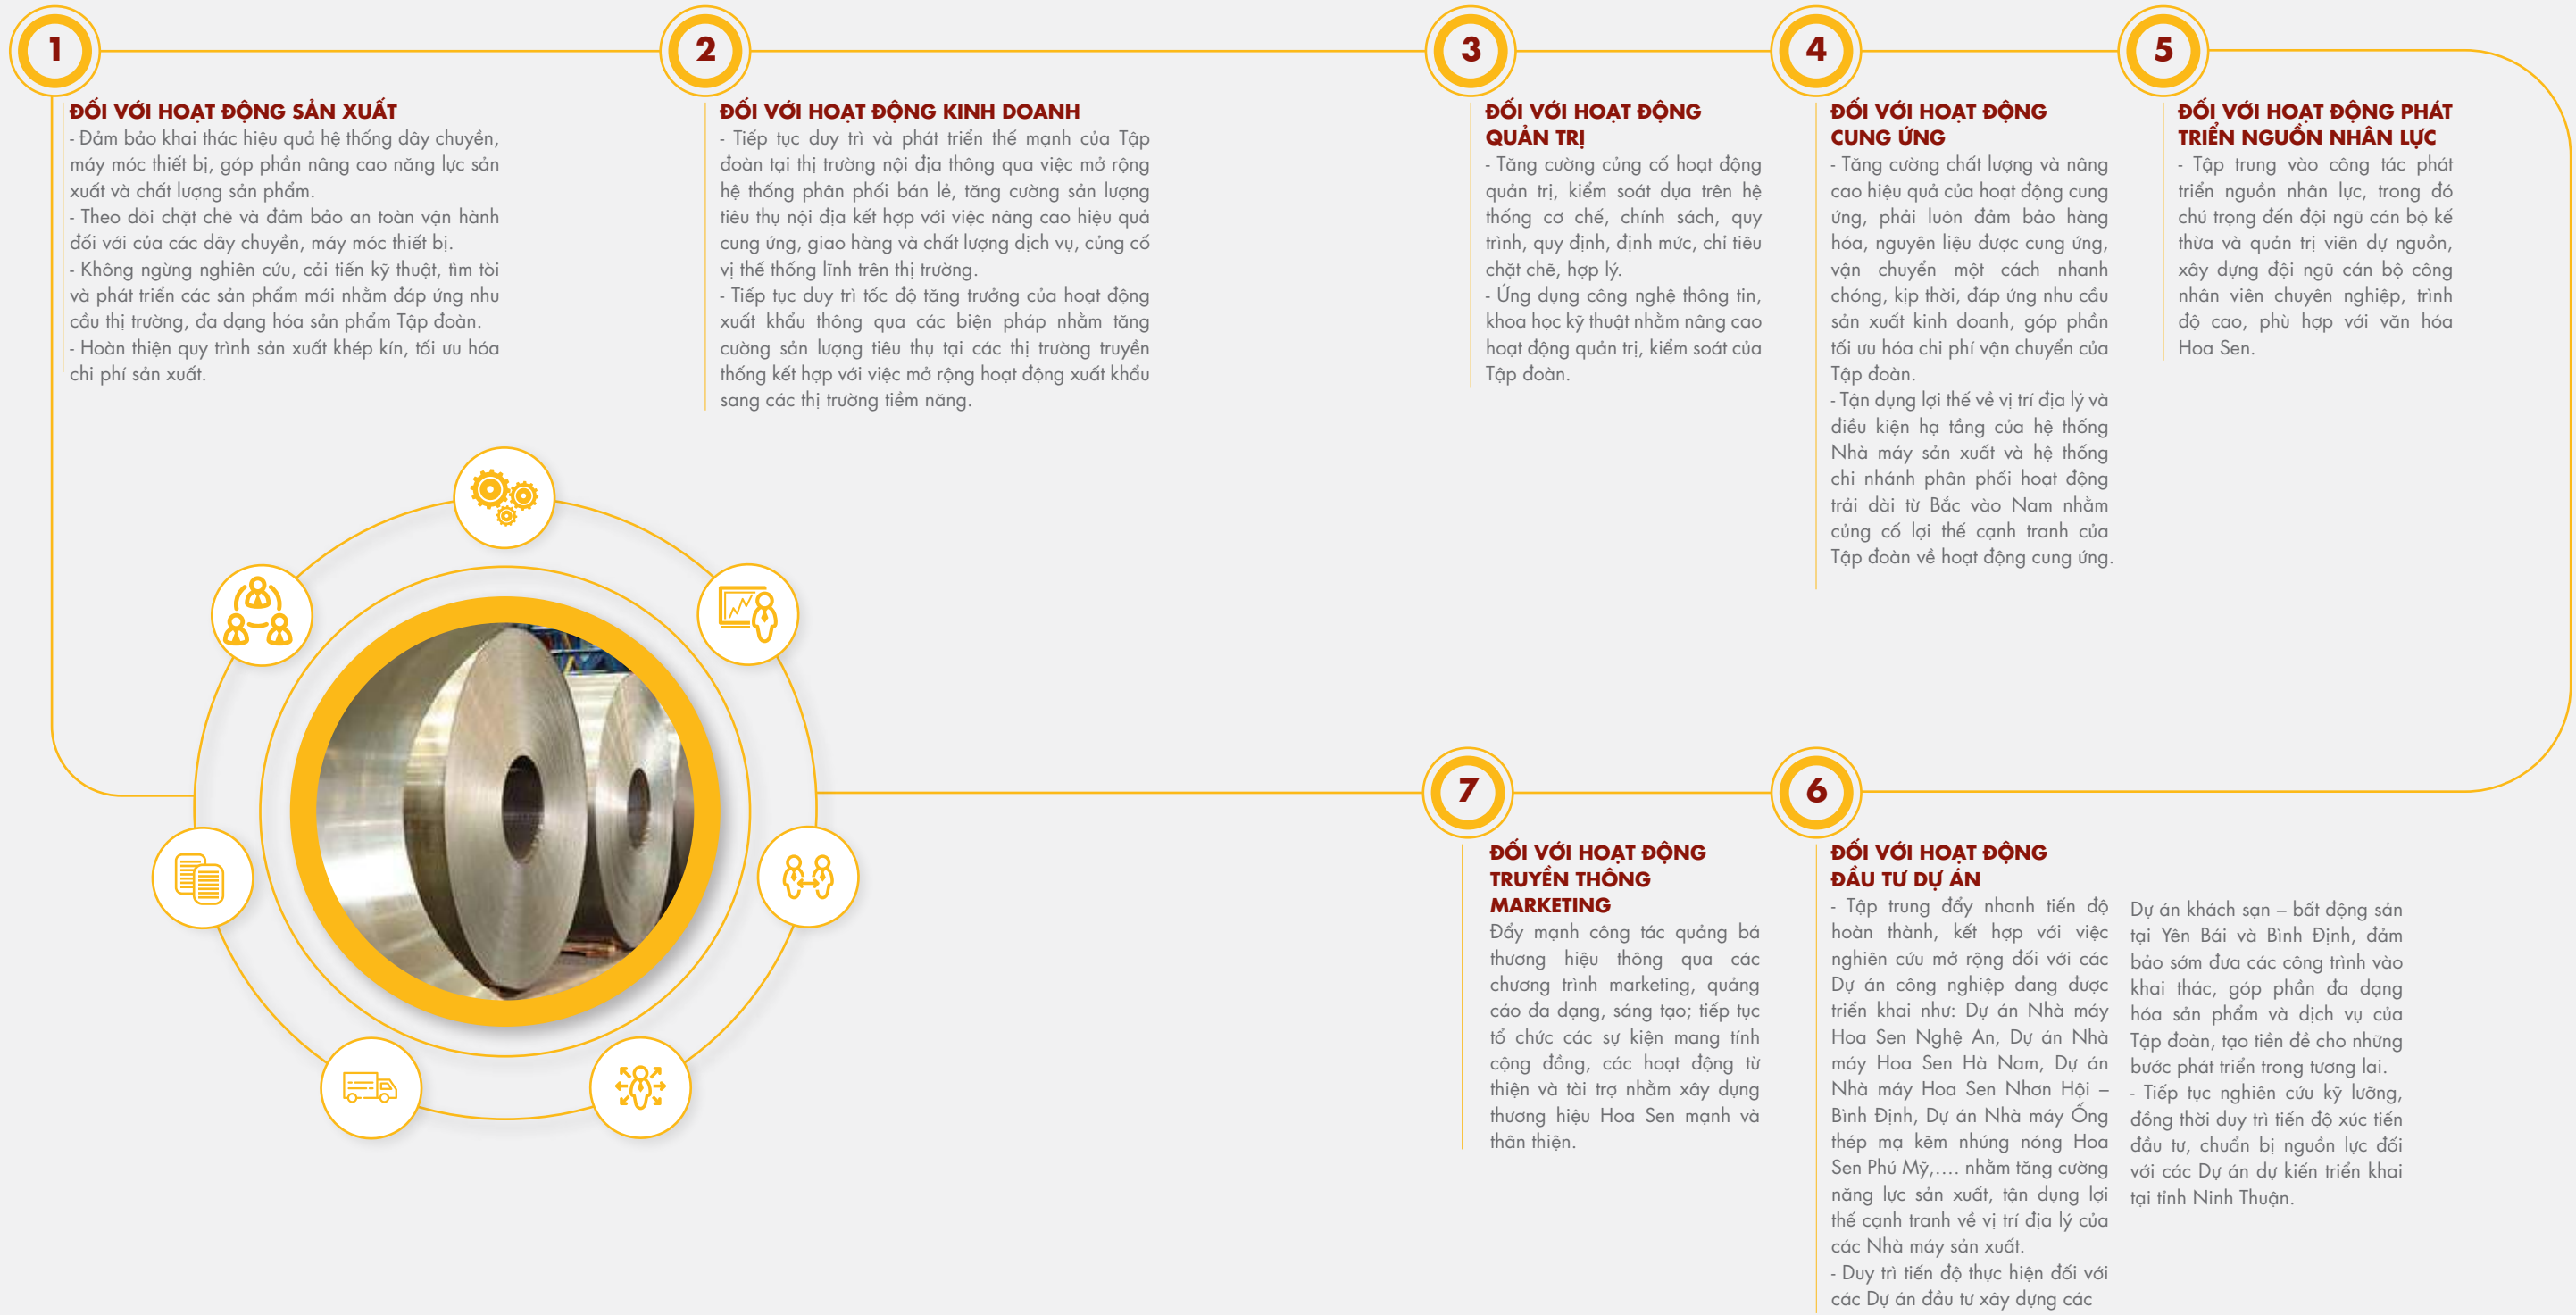 1
ĐỐI VỚI HOẠT ĐỘNG SẢN XUẤT
- Đảm bảo khai thác hiệu quả hệ thống dây chuyền,
máy móc thiết bị, góp phần nâng cao năng lực sản
xuất và chất lượng sản phẩm.
- Theo dõi chặt chẽ và đảm bảo an toàn vận hành
đối với của các dây chuyền, máy móc thiết bị.
- Không ngừng nghiên cứu, cải tiến kỹ thuật, tìm tòi
và phát triển các sản phẩm mới nhằm đáp ứng nhu
cầu thị trường, đa dạng hóa sản phẩm Tập đoàn.
- Hoàn thiện quy trình sản xuất khép kín, tối ưu hóa
chi phí sản xuất.
2
ĐỐI VỚI HOẠT ĐỘNG KINH DOANH
- Tiếp tục duy trì và phát triển thế mạnh của Tập
đoàn tại thị trường nội địa thông qua việc mở rộng
hệ thống phân phối bán lẻ, tăng cường sản lượng
tiêu thụ nội địa kết hợp với việc nâng cao hiệu quả
cung ứng, giao hàng và chất lượng dịch vụ, củng cố
vị thế thống lĩnh trên thị trường.
- Tiếp tục duy trì tốc độ tăng trưởng của hoạt động
xuất khẩu thông qua các biện pháp nhằm tăng
cường sản lượng tiêu thụ tại các thị trường truyền
thống kết hợp với việc mở rộng hoạt động xuất khẩu
sang các thị trường tiềm năng.
3
ĐỐI VỚI HOẠT ĐỘNG
QUẢN TRỊ
- Tăng cường củng cố hoạt động
quản trị, kiểm soát dựa trên hệ
thống cơ chế, chính sách, quy
trình, quy định, định mức, chỉ tiêu
chặt chẽ, hợp lý.
- Ứng dụng công nghệ thông tin,
khoa học kỹ thuật nhằm nâng cao
hoạt động quản trị, kiểm soát của
Tập đoàn.
4
ĐỐI VỚI HOẠT ĐỘNG
CUNG ỨNG
- Tăng cường chất lượng và nâng
cao hiệu quả của hoạt động cung
ứng, phải luôn đảm bảo hàng
hóa, nguyên liệu được cung ứng,
vận chuyển một cách nhanh
chóng, kịp thời, đáp ứng nhu cầu
sản xuất kinh doanh, góp phần
tối ưu hóa chi phí vận chuyển của
Tập đoàn.
- Tận dụng lợi thế về vị trí địa lý và
điều kiện hạ tầng của hệ thống
Nhà máy sản xuất và hệ thống
chi nhánh phân phối hoạt động
trải dài từ Bắc vào Nam nhằm
củng cố lợi thế cạnh tranh của
Tập đoàn về hoạt động cung ứng.
5
ĐỐI VỚI HOẠT ĐỘNG PHÁT
TRIỂN NGUỒN NHÂN LỰC
- Tập trung vào công tác phát
triển nguồn nhân lực, trong đó
chú trọng đến đội ngũ cán bộ kế
thừa và quản trị viên dự nguồn,
xây dựng đội ngũ cán bộ công
nhân viên chuyên nghiệp, trình
độ cao, phù hợp với văn hóa
Hoa Sen.
7
ĐỐI VỚI HOẠT ĐỘNG
TRUYỀN THÔNG
MARKETING
Đẩy mạnh công tác quảng bá
thương hiệu thông qua các
chương trình marketing, quảng
cáo đa dạng, sáng tạo; tiếp tục
tổ chức các sự kiện mang tính
cộng đồng, các hoạt động từ
thiện và tài trợ nhằm xây dựng
thương hiệu Hoa Sen mạnh và
thân thiện.
6
ĐỐI VỚI HOẠT ĐỘNG
ĐẦU TƯ DỰ ÁN
- Tập trung đẩy nhanh tiến độ
hoàn thành, kết hợp với việc
nghiên cứu mở rộng đối với các
Dự án công nghiệp đang được
triển khai như: Dự án Nhà máy
Hoa Sen Nghệ An, Dự án Nhà
máy Hoa Sen Hà Nam, Dự án
Nhà máy Hoa Sen Nhơn Hội –
Bình Định, Dự án Nhà máy Ống
thép mạ kẽm nhúng nóng Hoa
Sen Phú Mỹ,.... nhằm tăng cường
năng lực sản xuất, tận dụng lợi
thế cạnh tranh về vị trí địa lý của
các Nhà máy sản xuất.
- Duy trì tiến độ thực hiện đối với
các Dự án đầu tư xây dựng các
Dự án khách sạn – bất động sản
tại Yên Bái và Bình Định, đảm
bảo sớm đưa các công trình vào
khai thác, góp phần đa dạng
hóa sản phẩm và dịch vụ của
Tập đoàn, tạo tiền đề cho những
bước phát triển trong tương lai.
- Tiếp tục nghiên cứu kỹ lưỡng,
đồng thời duy trì tiến độ xúc tiến
đầu tư, chuẩn bị nguồn lực đối
với các Dự án dự kiến triển khai
tại tỉnh Ninh Thuận.